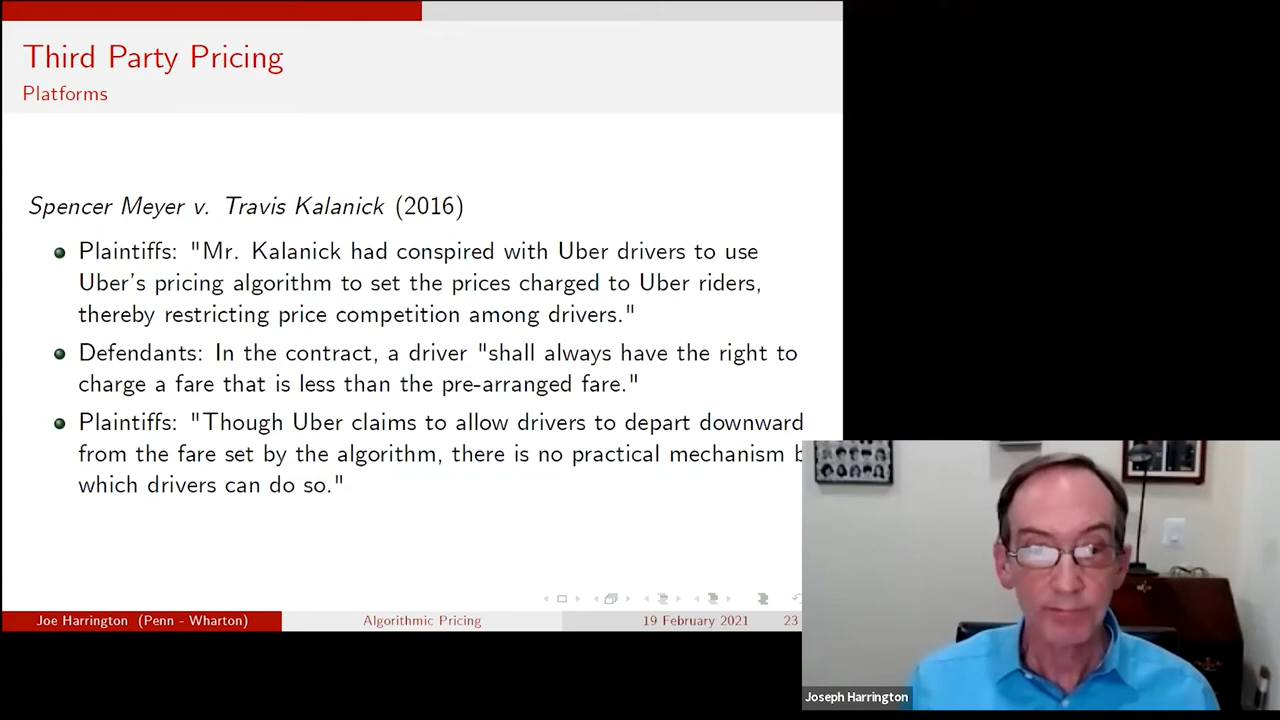 Third Party Pricing
Platforms
Spencer Meyer v. Travis Kalanick (2016)
Plaintiffs: "Mr. Kalanick had conspired with Uber drivers to use
Uber's pricing algorithm to set the prices charged to Uber riders,
thereby restricting price competition among drivers."
Defendants: In the contract, a driver "shall always have the right to
charge a fare that is less than the pre-arranged fare."
Plaintiffs: "Though Uber claims to allow drivers to depart downward
from the fare set by the algorithm, there is no practical mechanism
which drivers can do so."
Joe Harrington (Penn - Wharton)
Algorithmic Pricing
19 February 2021
23
Joseph Harrington